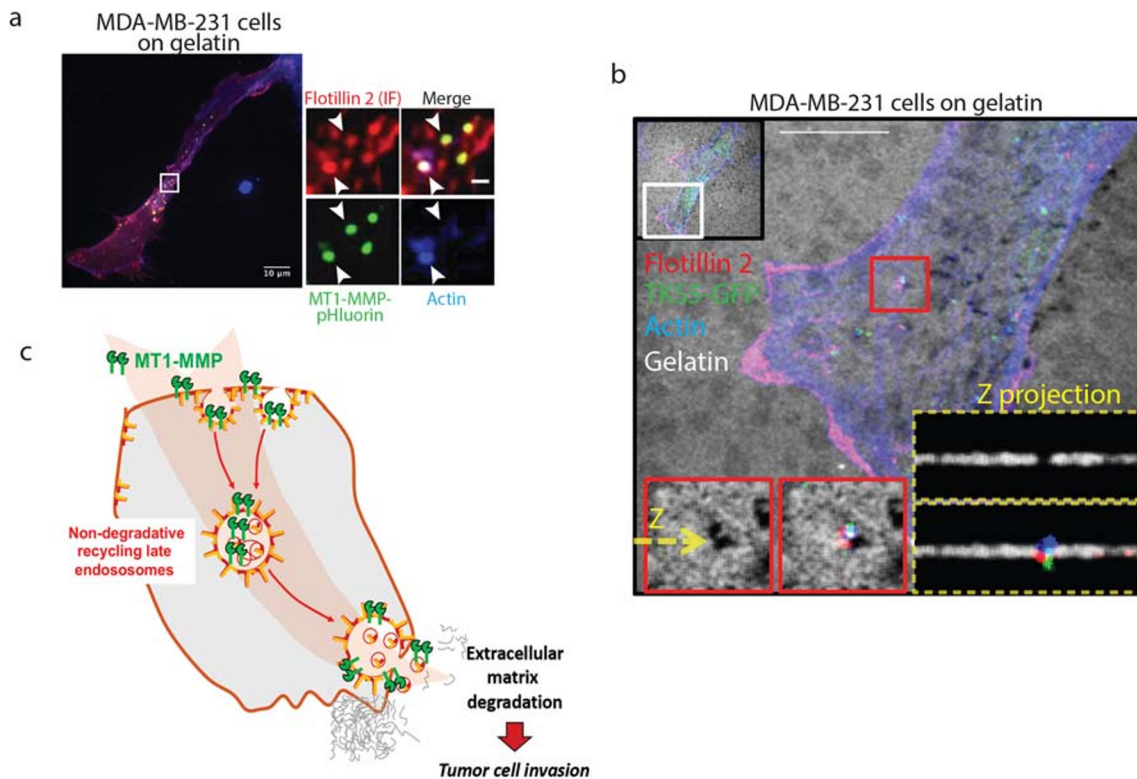 a
MDA-MB-231 cells
on gelatin
Flotillin 2 (IF)
Merge
10 µm
MT1-MMP-
pHluorin
Actin
b
MDA-MB-231 cells on gelatin
Flotillin 2
TKS5-GFP
Actin
Gelatin
Z projection
Z
c
MT1-MMP
Non-degradative
recycling late
endososomes
Extracellular
matrix
degradation
Tumor cell invasion